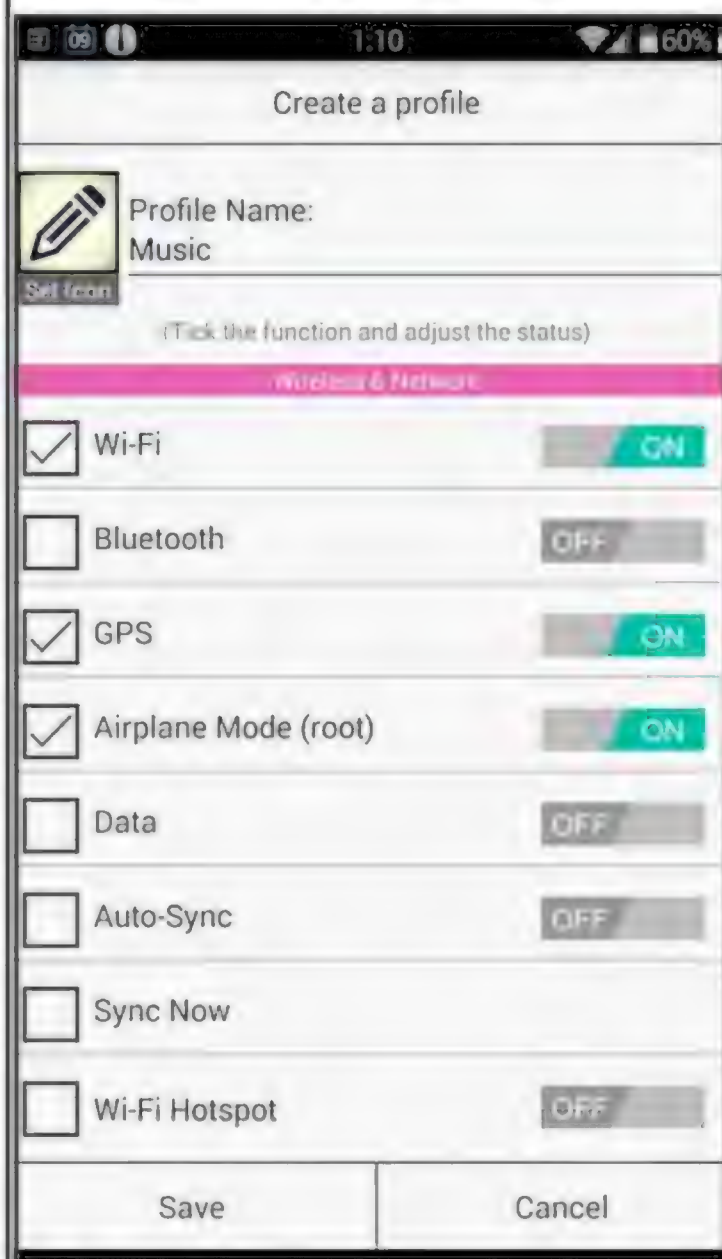 09 1:10 60%
Create a profile
Profile Name:
Music
Set Icon
(Tick the function and adjust the status)
Wireless & Network
Wi-Fi ON
Bluetooth OFF
GPS ON
Airplane Mode (root) ON
Data OFF
Auto-Sync OFF
Sync Now
Wi-Fi Hotspot OFF
Save Cancel